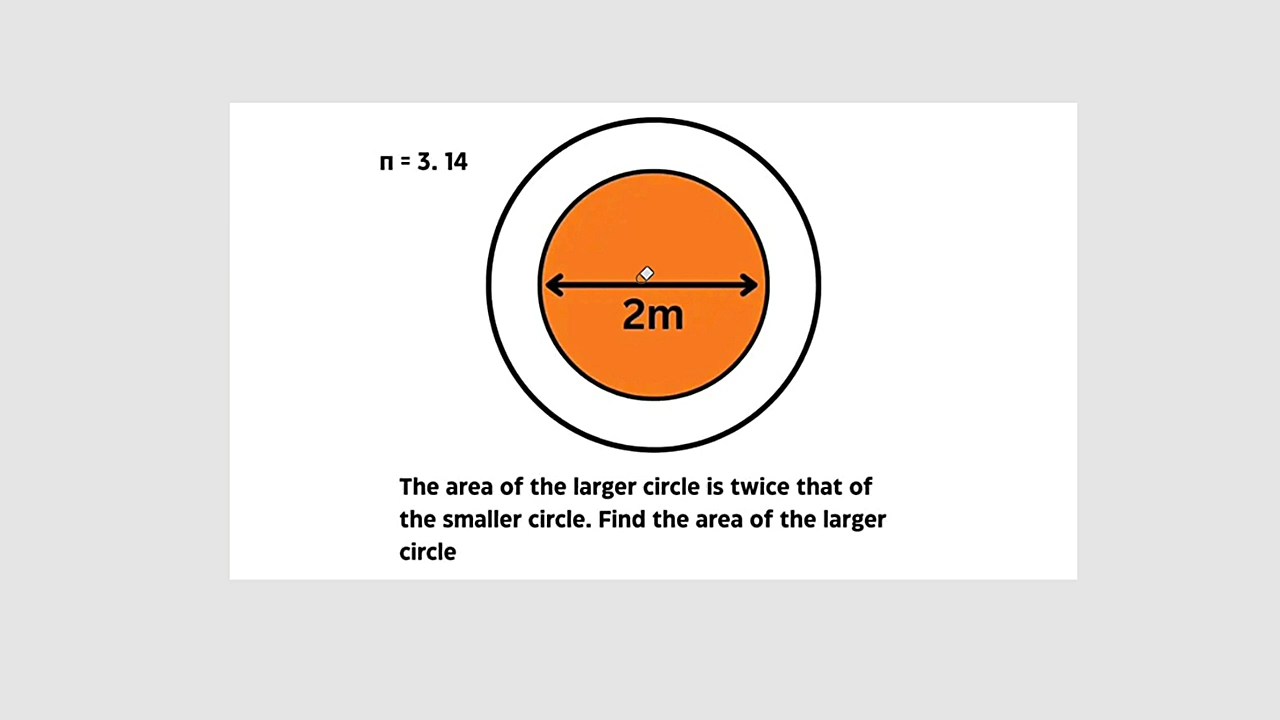 п = 3. 14
2m
The area of the larger circle is twice that of
the smaller circle. Find the area of the larger
circle